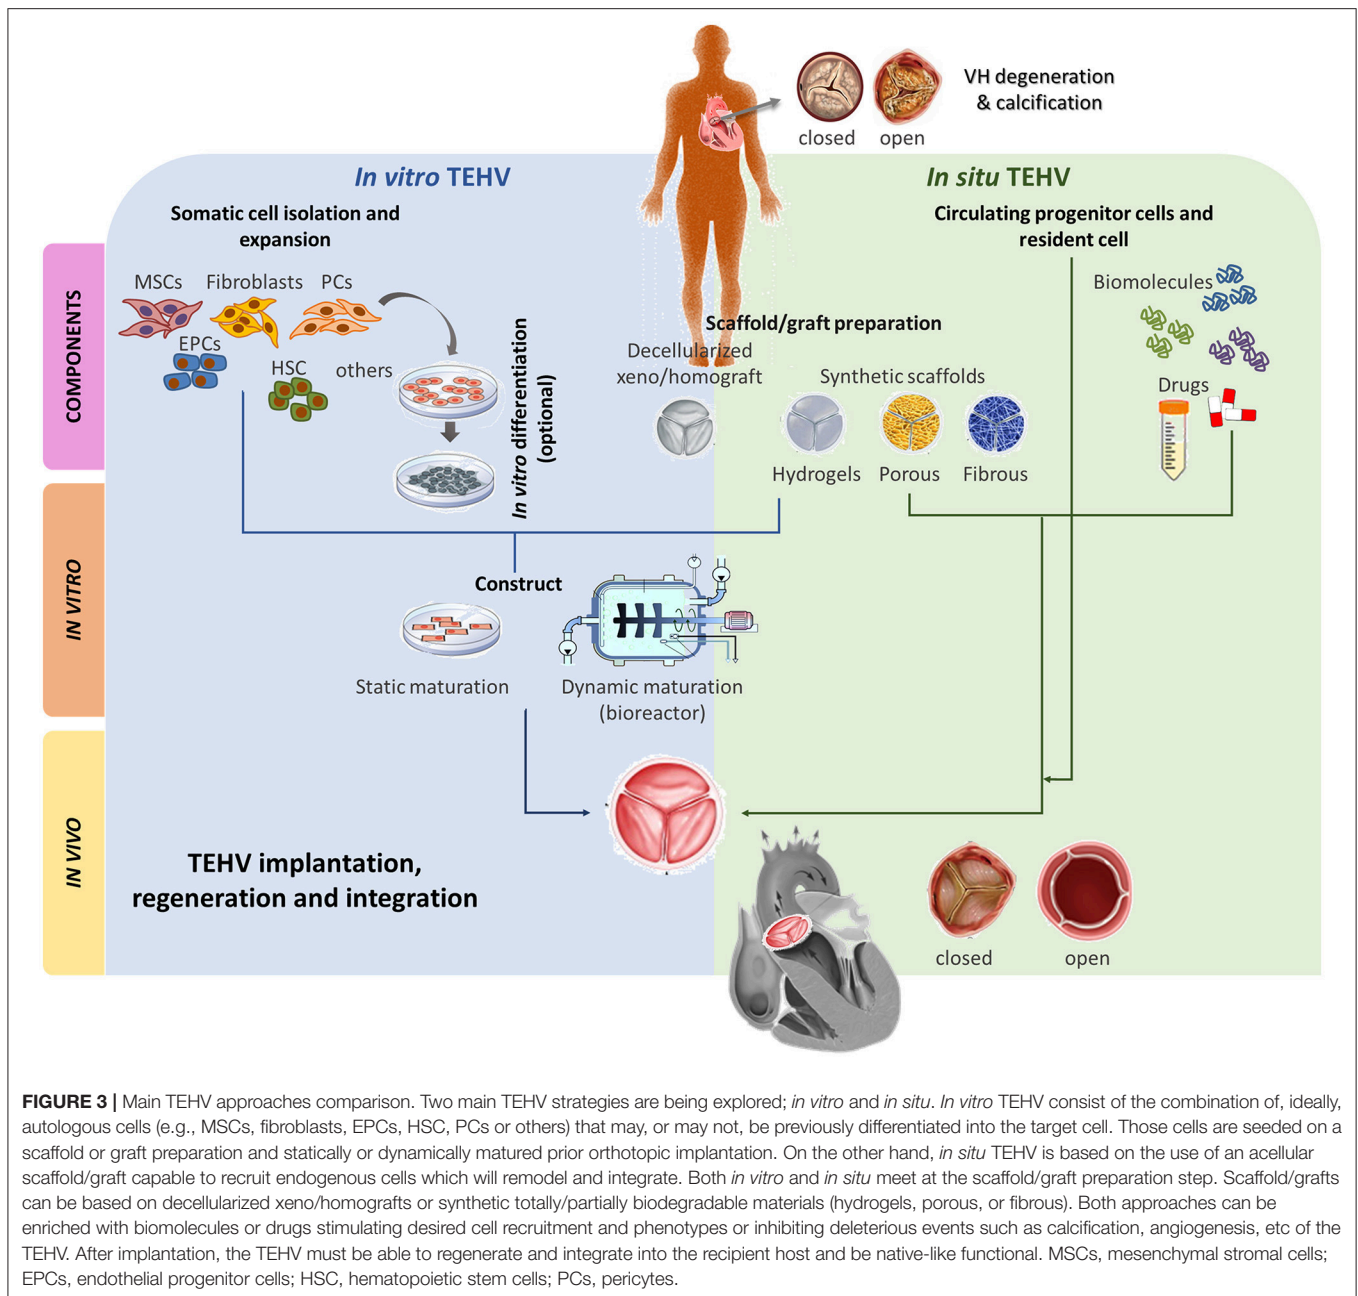 VH degeneration
& calcification
closed
open
In vitro TEHV
In situ TEHV
Somatic cell isolation and
expansion
Circulating progenitor cells and
resident cell
COMPONENTS
MSCs
Fibroblasts
PCs
EPCs
HSC
others
In vitro differentiation
(optional)
Scaffold/graft preparation
Decellularized
xeno/homograft
Synthetic scaffolds
Hydrogels
Porous
Fibrous
Biomolecules
Drugs
IN VITRO
Construct
Static maturation
Dynamic maturation
(bioreactor)
IN VIVO
TEHV implantation,
regeneration and integration
closed
open
FIGURE 3 | Main TEHV approaches comparison. Two main TEHV strategies are being explored; in vitro and in situ. In vitro TEHV consist of the combination of, ideally,
autologous cells (e.g., MSCs, fibroblasts, EPCs, HSC, PCs or others) that may, or may not, be previously differentiated into the target cell. Those cells are seeded on a
scaffold or graft preparation and statically or dynamically matured prior orthotopic implantation. On the other hand, in situ TEHV is based on the use of an acellular
scaffold/graft capable to recruit endogenous cells which will remodel and integrate. Both in vitro and in situ meet at the scaffold/graft preparation step. Scaffold/grafts
can be based on decellularized xeno/homografts or synthetic totally/partially biodegradable materials (hydrogels, porous, or fibrous). Both approaches can be
enriched with biomolecules or drugs stimulating desired cell recruitment and phenotypes or inhibiting deleterious events such as calcification, angiogenesis, etc of the
TEHV. After implantation, the TEHV must be able to regenerate and integrate into the recipient host and be native-like functional. MSCs, mesenchymal stromal cells;
EPCs, endothelial progenitor cells; HSC, hematopoietic stem cells; PCs, pericytes.